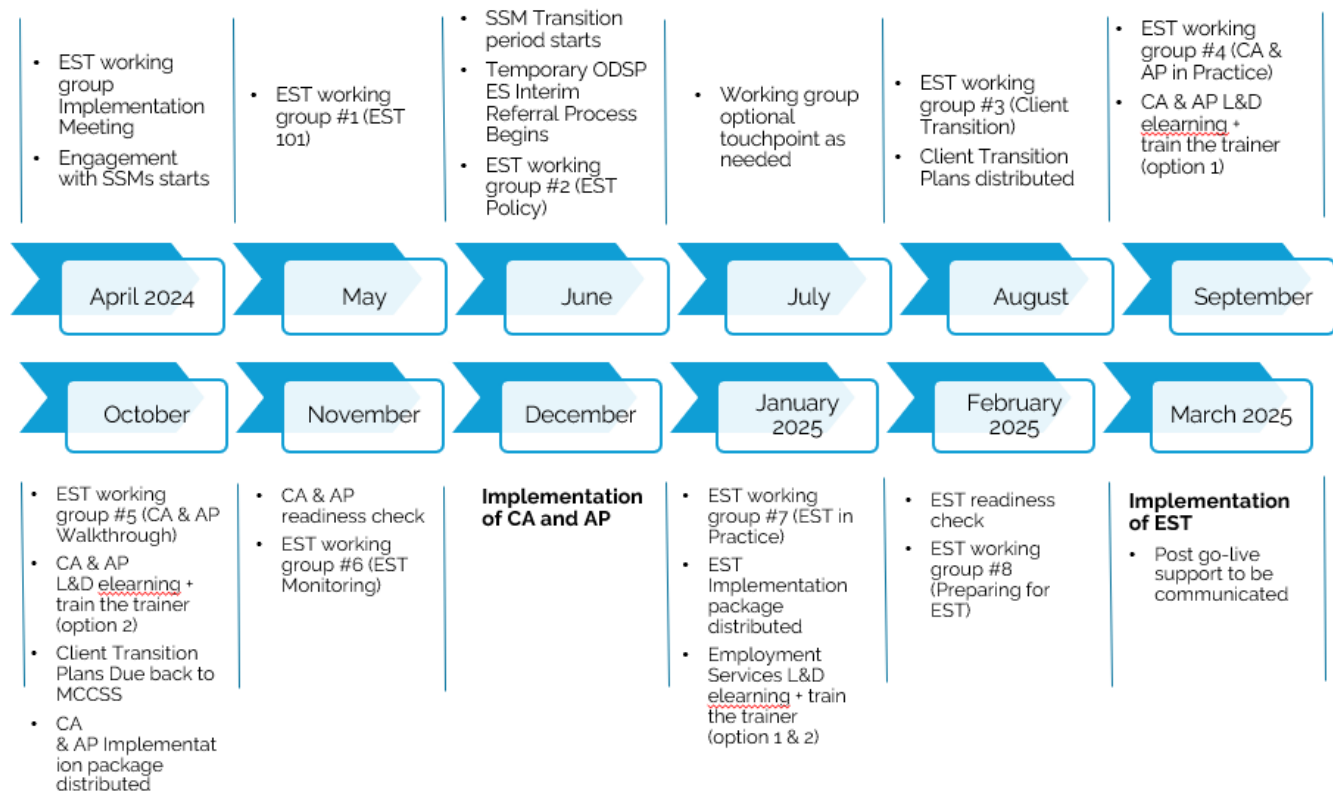 EST working
group
Implementation
Meeting
Engagement
with SSMs starts
EST working
group #1 (EST
101)
SSM Transition
period starts
Temporary ODSP
ES Interim
Referral Process
Begins
EST working
group #2 (EST
Policy)
Working group
optional
touchpoint as
needed
EST working
group #3 (Client
Transition)
Client Transition
Plans distributed
EST working
group #4 (CA &
AP in Practice)
CA & AP L&D
elearning +
train the trainer
(option 1)
April 2024
May
June
July
August
September
October
November
December
January
2025
February
2025
March 2025
EST working
group #5 (CA & AP
Walkthrough)
CA & AP
L&D elearning +
train the trainer
(option 2)
Client Transition
Plans Due back to
MCCSS
CA
& AP Implementat
ion package
distributed
CA & AP
readiness check
EST working
group #6 (EST
Monitoring)
Implementation
of CA and AP
EST working
group #7 (EST in
Practice)
EST
Implementation
package
distributed
Employment
Services L&D
elearning + train
the trainer
(option 1 & 2)
EST readiness
check
EST working
group #8
(Preparing for
EST)
Implementation
of EST
Post go-live
support to be
communicated